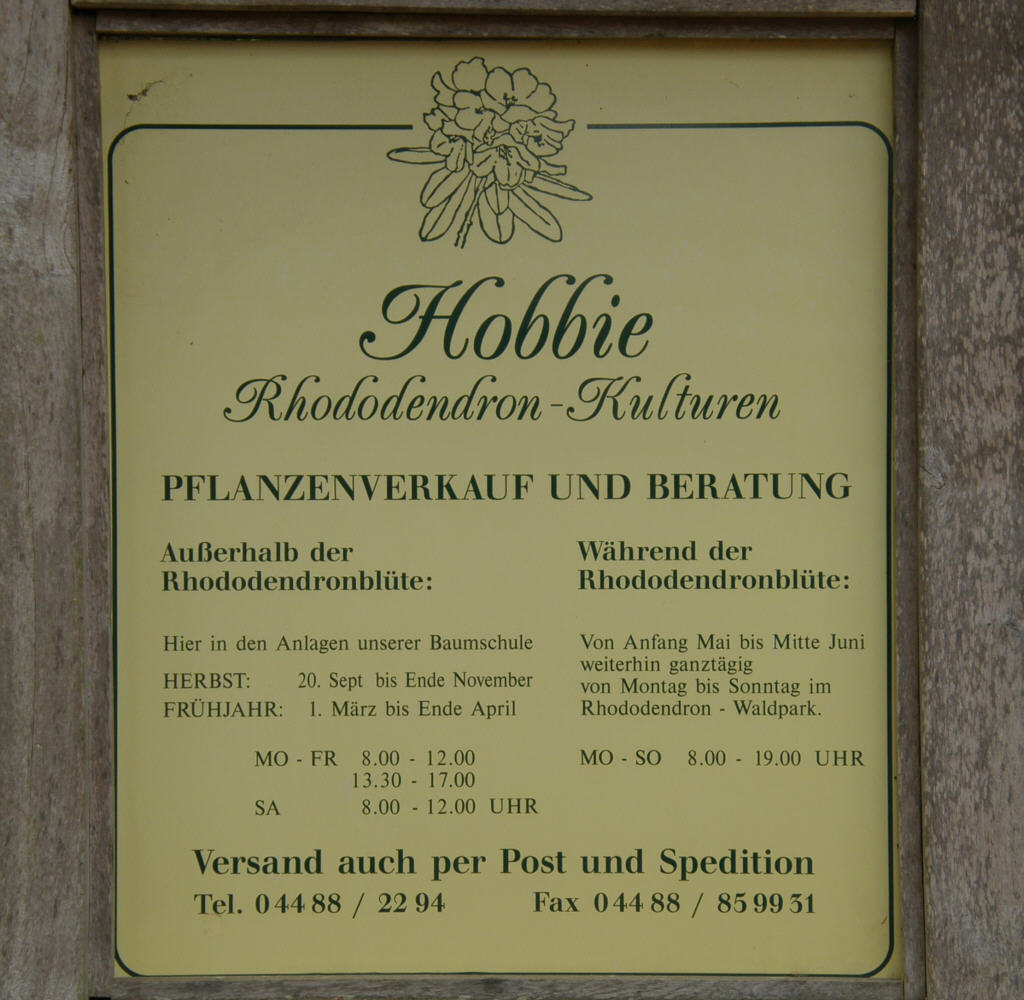 Hobbie
Rhododendron-Kulturen
PFLANZENVERKAUF UND BERATUNG
Außerhalb der
Rhododendronblüte:
Hier in den Anlagen unserer Baumschule
HERBST: 20. Sept bis Ende November
FRÜHJAHR: 1. März bis Ende April
MO - FR 8.00 - 12.00
13.30 - 17.00
SA 8.00 - 12.00 UHR
Während der
Rhododendronblüte:
Von Anfang Mai bis Mitte Juni
weiterhin ganztägig
von Montag bis Sonntag im
Rhododendron - Waldpark.
MO - SO 8.00 - 19.00 UHR
Versand auch per Post und Spedition
Tel. 04488 / 2294 Fax 04488 / 859931